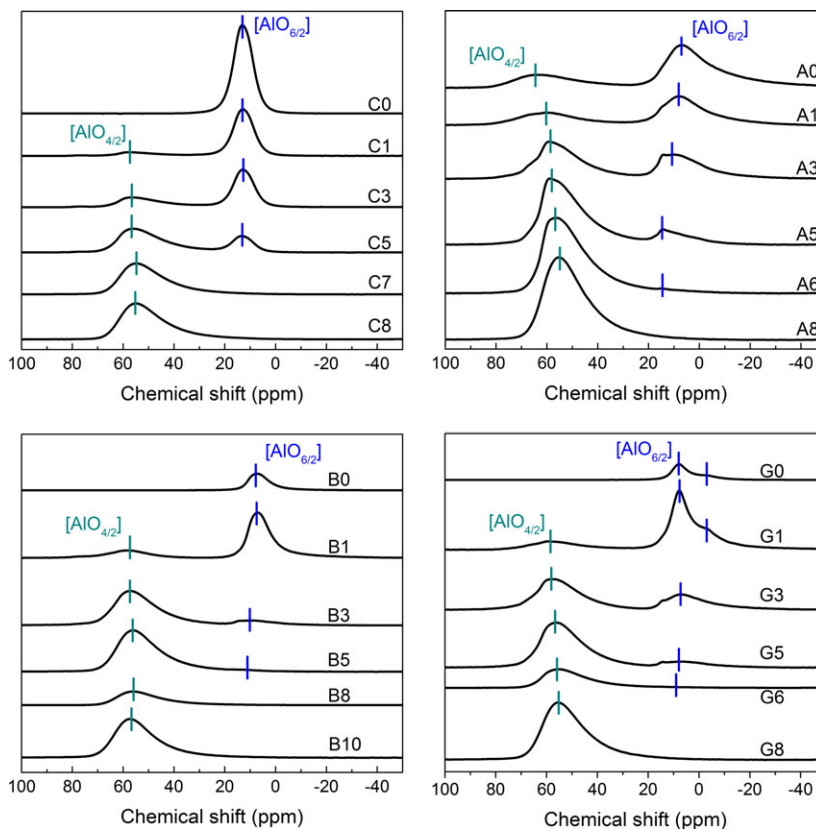 [AlO6/2]
C0
[AlO4/2]
C1
C3
C5
C7
C8
100 80 60 40 20 0 -20 -40
Chemical shift (ppm)
[AlO6/2]
[AlO4/2]
A0
A1
A3
A5
A6
A8
100 80 60 40 20 0 -20 -40
Chemical shift (ppm)
[AlO6/2]
B0
[AlO4/2]
B1
B3
B5
B8
B10
100 80 60 40 20 0 -20 -40
Chemical shift (ppm)
[AlO6/2]
G0
[AlO4/2]
G1
G3
G5
G6
G8
100 80 60 40 20 0 -20 -40
Chemical shift (ppm)